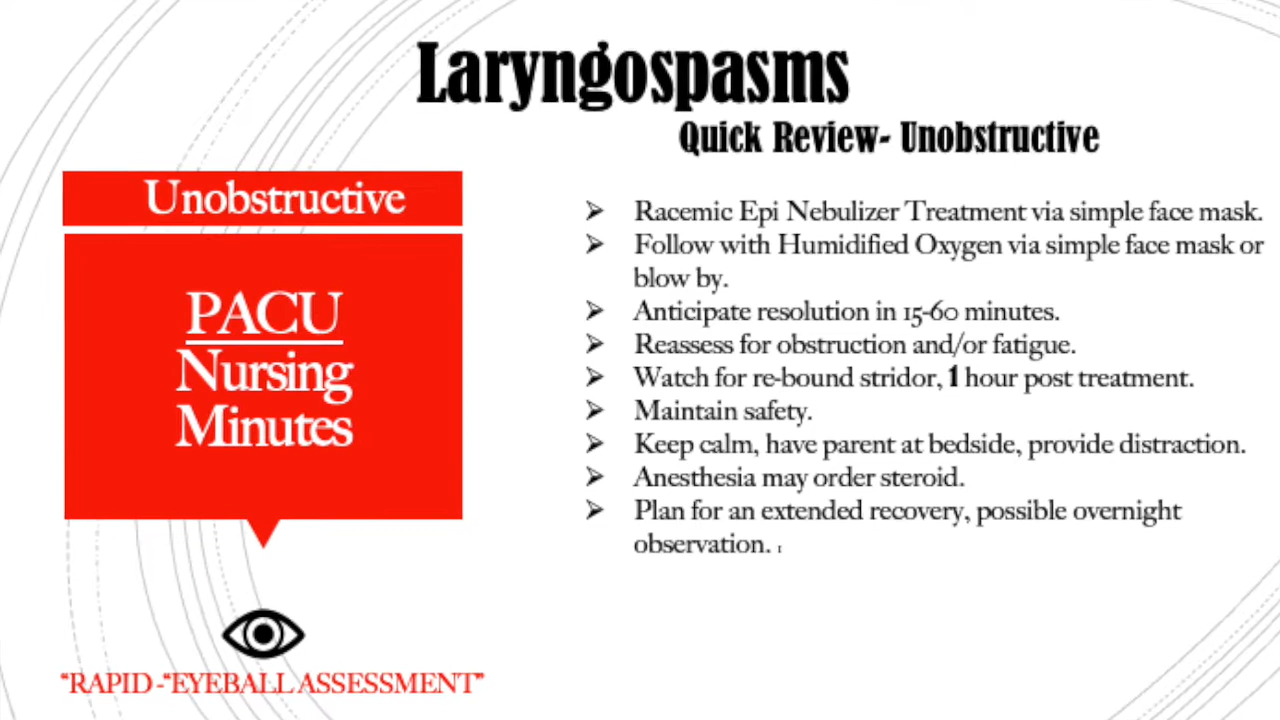 Laryngospasms
Quick Review- Unobstructive
Unobstructive
PACU
Nursing
Minutes
➢ Racemic Epi Nebulizer Treatment via simple face mask.
➢ Follow with Humidified Oxygen via simple face mask or
blow by.
➢ Anticipate resolution in 15-60 minutes.
➢ Reassess for obstruction and/or fatigue.
➢ Watch for re-bound stridor, 1 hour post treatment.
➢ Maintain safety.
➢ Keep calm, have parent at bedside, provide distraction.
➢ Anesthesia may order steroid.
➢ Plan for an extended recovery, possible overnight
observation. 1
“RAPID -“EYEBALL ASSESSMENT”